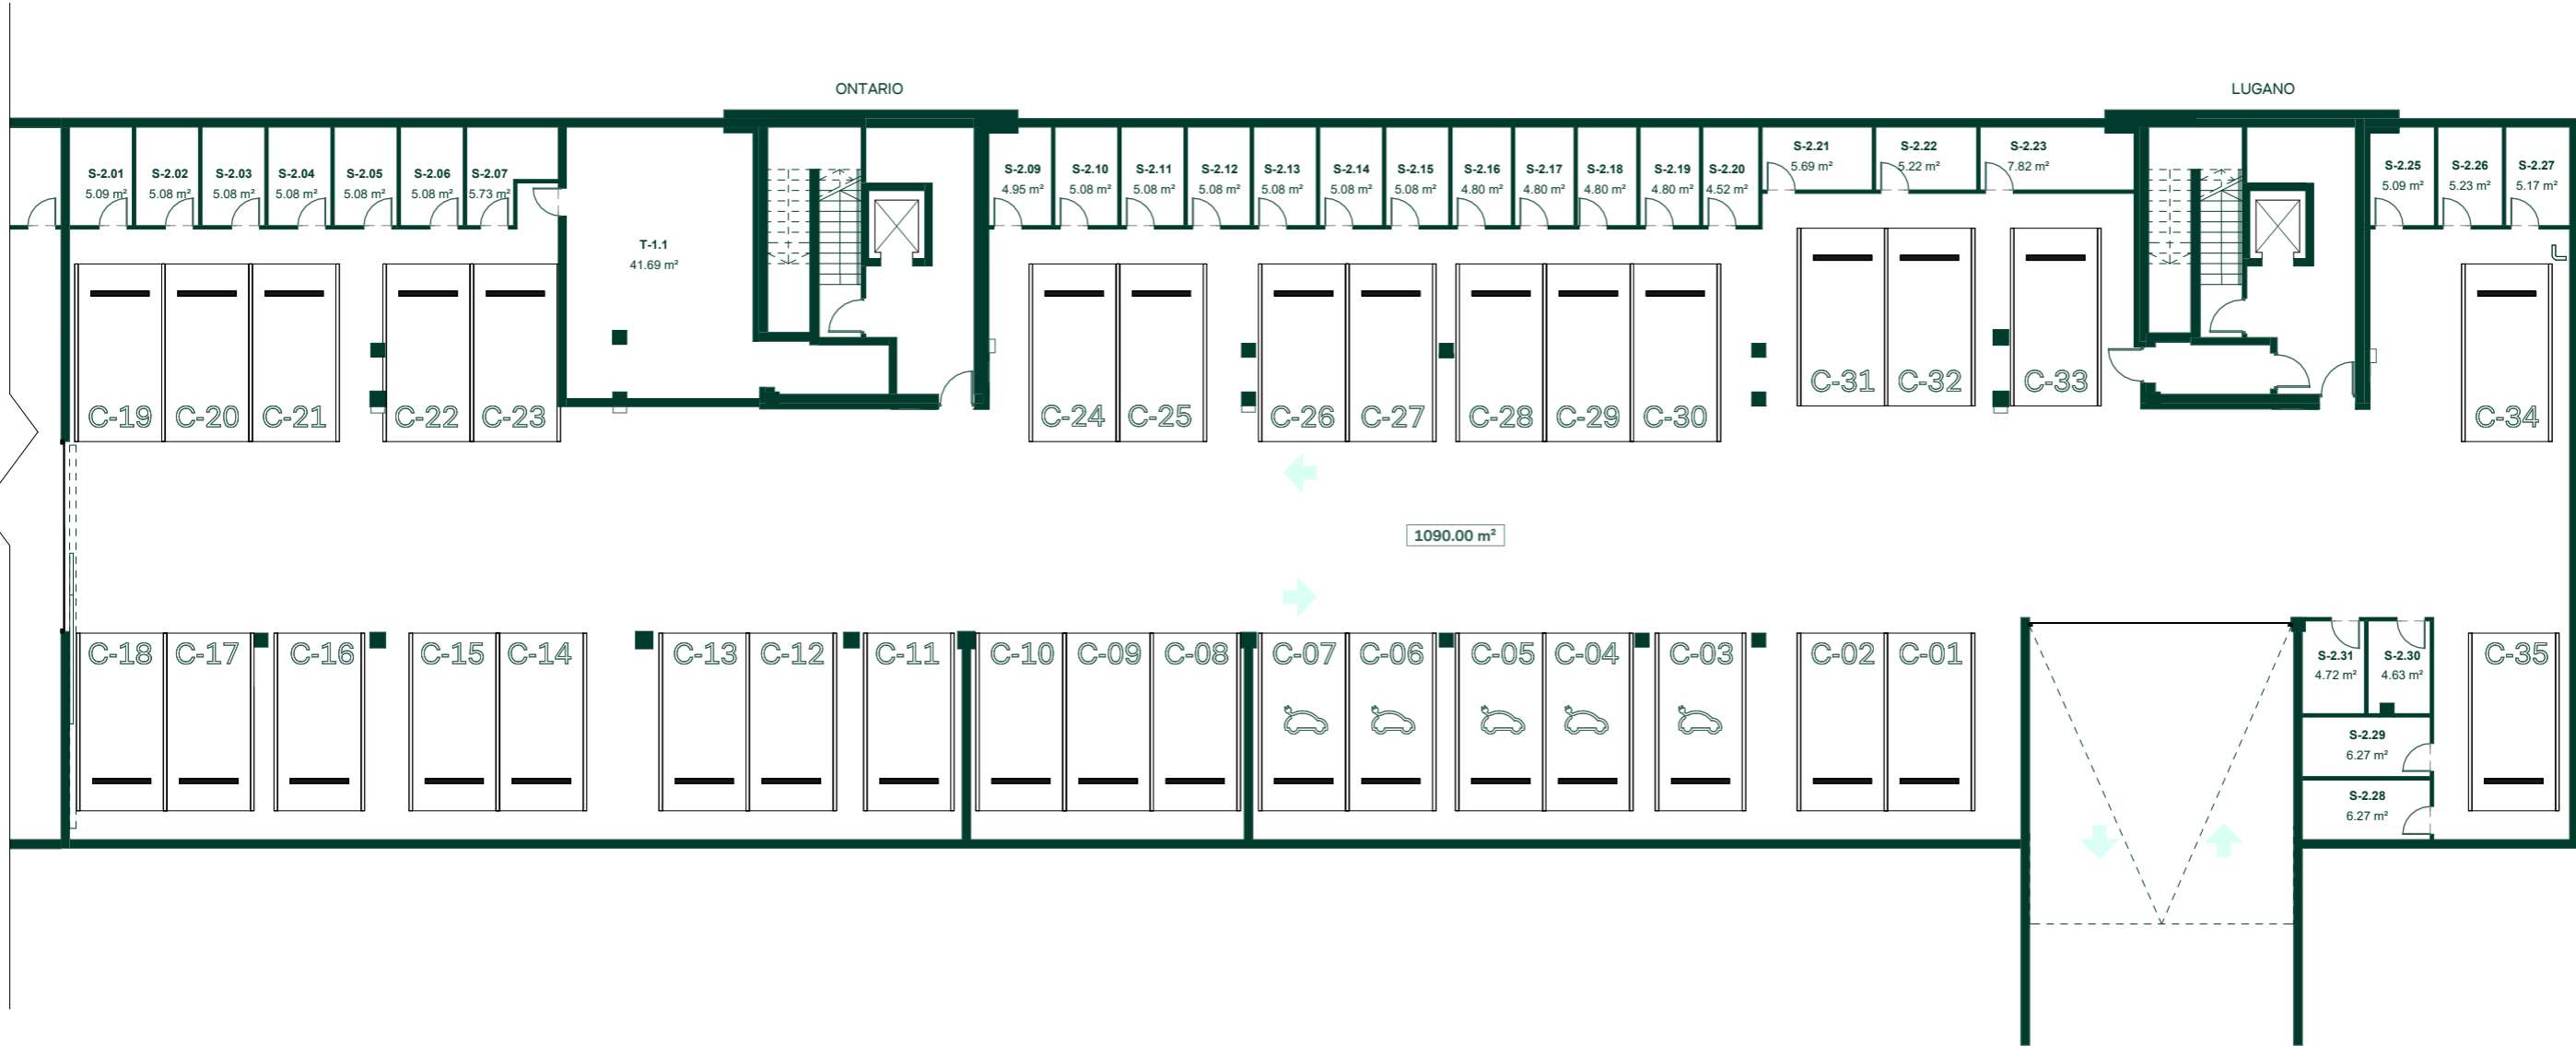 ONTARIO
LUGANO
S-2.01
5.09 m²
S-2.02
5.08 m²
S-2.03
5.08 m²
S-2.04
5.08 m²
S-2.05
5.08 m²
S-2.06
5.08 m²
S-2.07
5.73 m²
T-1.1
41.69 m²
S-2.09
4.95 m²
S-2.10
5.08 m²
S-2.11
5.08 m²
S-2.12
5.08 m²
S-2.13
5.08 m²
S-2.14
5.08 m²
S-2.15
5.08 m²
S-2.16
4.80 m²
S-2.17
4.80 m²
S-2.18
4.80 m²
S-2.19
4.80 m²
S-2.20
4.52 m²
S-2.21
5.69 m²
S-2.22
5.22 m²
S-2.23
7.82 m²
S-2.25
5.09 m²
S-2.26
5.23 m²
S-2.27
5.17 m²
C-19
C-20
C-21
C-22
C-23
C-24
C-25
C-26
C-27
C-28
C-29
C-30
C-31
C-32
C-33
C-34
1090.00 m²
C-18
C-17
C-16
C-15
C-14
C-13
C-12
C-11
C-10
C-09
C-08
C-07
C-06
C-05
C-04
C-03
C-02
C-01
S-2.31
4.72 m²
S-2.30
4.63 m²
C-35
S-2.29
6.27 m²
S-2.28
6.27 m²